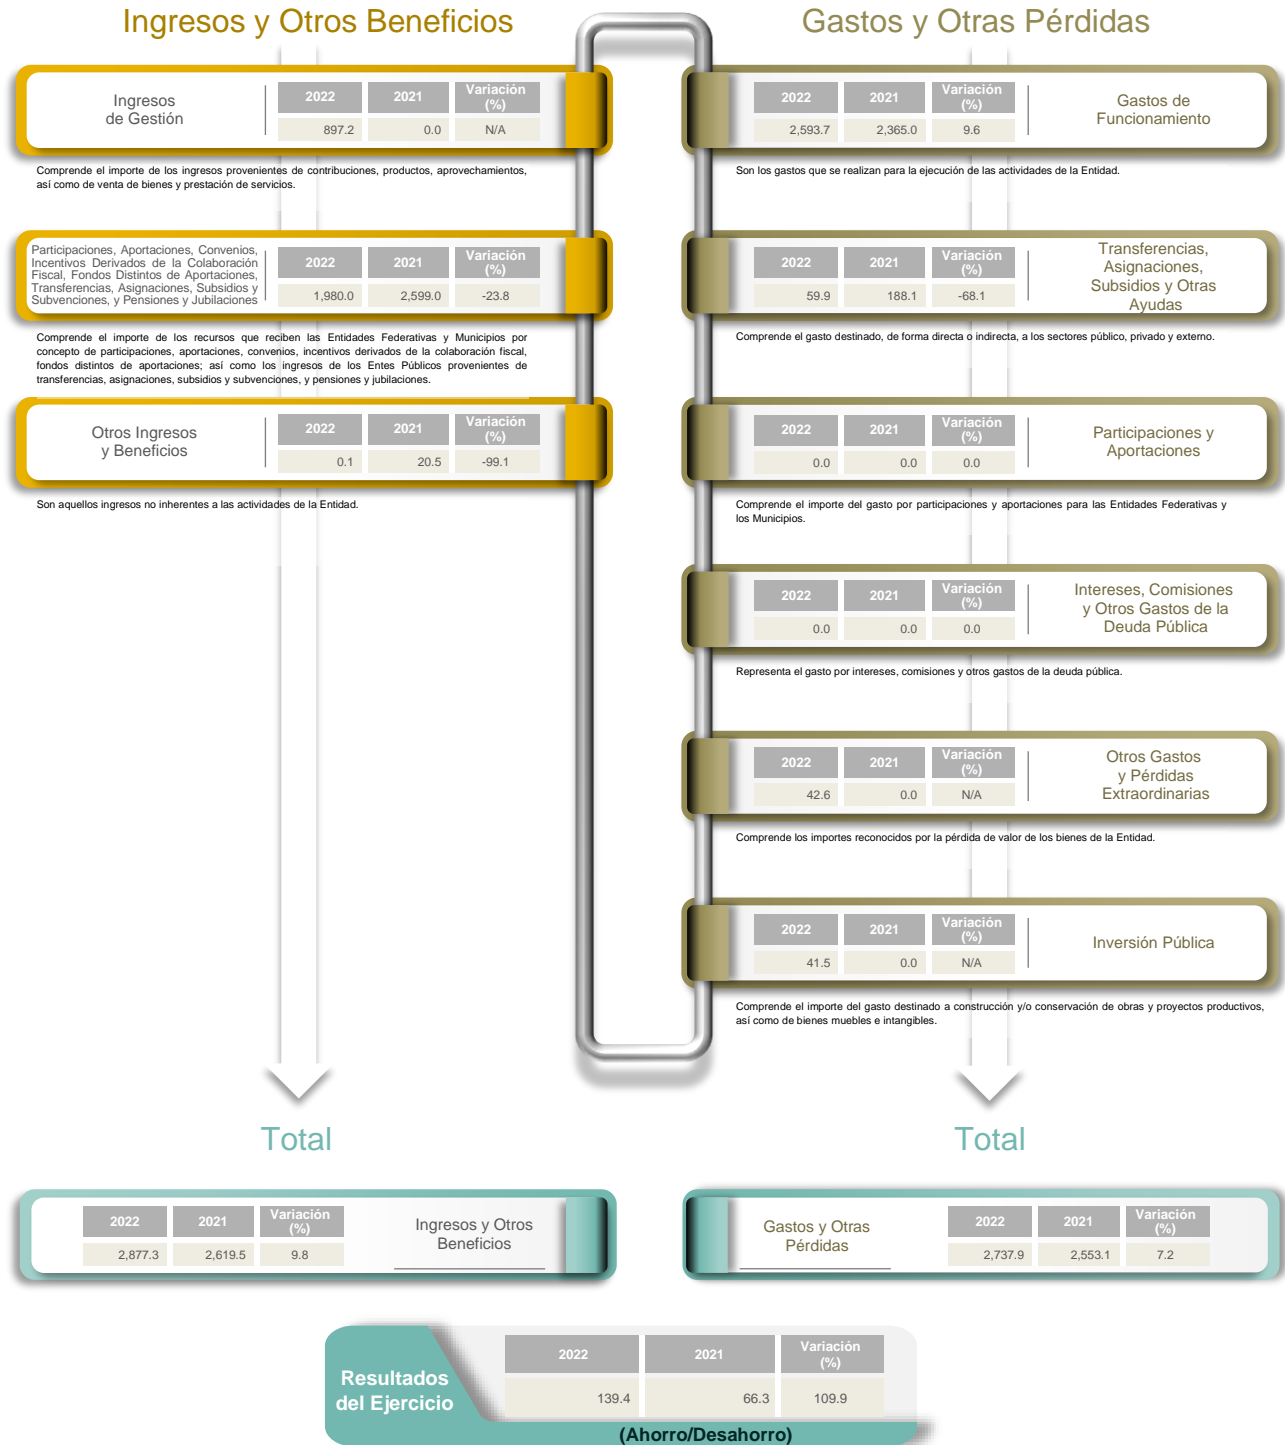 Ingresos y Otros Beneficios
Ingresos
de Gestión
2022 2021 Variación
(%)
897.2 0.0 N/A
Comprende el importe de los ingresos provenientes de contribuciones, productos, aprovechamientos,
así como de venta de bienes y prestación de servicios.
Participaciones, Aportaciones, Convenios,
Incentivos Derivados de la Colaboración
Fiscal, Fondos Distintos de Aportaciones,
Transferencias, Asignaciones, Subsidios y
Subvenciones, y Pensiones y Jubilaciones
2022 2021 Variación
(%)
1,980.0 2,599.0 -23.8
Comprende el importe de los recursos que reciben las Entidades Federativas y Municipios por
concepto de participaciones, aportaciones, convenios, incentivos derivados de la colaboración fiscal,
fondos distintos de aportaciones; así como los ingresos de los Entes Públicos provenientes de
transferencias, asignaciones, subsidios y subvenciones, y pensiones y jubilaciones.
Otros Ingresos
y Beneficios
2022 2021 Variación
(%)
0.1 20.5 -99.1
Son aquellos ingresos no inherentes a las actividades de la Entidad.
Gastos y Otras Pérdidas
2022 2021 Variación
(%)
2,593.7 2,365.0 9.6
Gastos de
Funcionamiento
Son los gastos que se realizan para la ejecución de las actividades de la Entidad.
2022 2021 Variación
(%)
59.9 188.1 -68.1
Transferencias,
Asignaciones,
Subsidios y Otras
Ayudas
Comprende el gasto destinado, de forma directa o indirecta, a los sectores público, privado y externo.
2022 2021 Variación
(%)
0.0 0.0 0.0
Participaciones y
Aportaciones
Comprende el importe del gasto por participaciones y aportaciones para las Entidades Federativas y
los Municipios.
2022 2021 Variación
(%)
0.0 0.0 0.0
Intereses, Comisiones
y Otros Gastos de la
Deuda Pública
Representa el gasto por intereses, comisiones y otros gastos de la deuda pública.
2022 2021 Variación
(%)
42.6 0.0 N/A
Otros Gastos
y Pérdidas
Extraordinarias
Comprende los importes reconocidos por la pérdida de valor de los bienes de la Entidad.
2022 2021 Variación
(%)
41.5 0.0 N/A
Inversión Pública
Comprende el importe del gasto destinado a construcción y/o conservación de obras y proyectos productivos,
así como de bienes muebles e intangibles.
Total
2022 2021 Variación
(%)
2,877.3 2,619.5 9.8
Ingresos y Otros
Beneficios
Total
Gastos y Otras
Pérdidas
2022 2021 Variación
(%)
2,737.9 2,553.1 7.2
Resultados
del Ejercicio
2022 2021 Variación
(%)
139.4 66.3 109.9
(Ahorro/Desahorro)